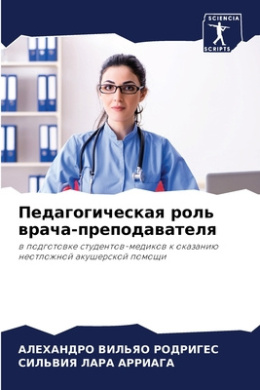 SCIENCIA
SCRIPTS
Педагогическая роль
врача-преподавателя
в подготовке студентов-медиков к оказанию
неотложной акушерской помощи
АЛЕХАНДРО ВИЛЬЯО РОДРИГЕС
СИЛЬВИЯ ЛАРА АРРИАГА